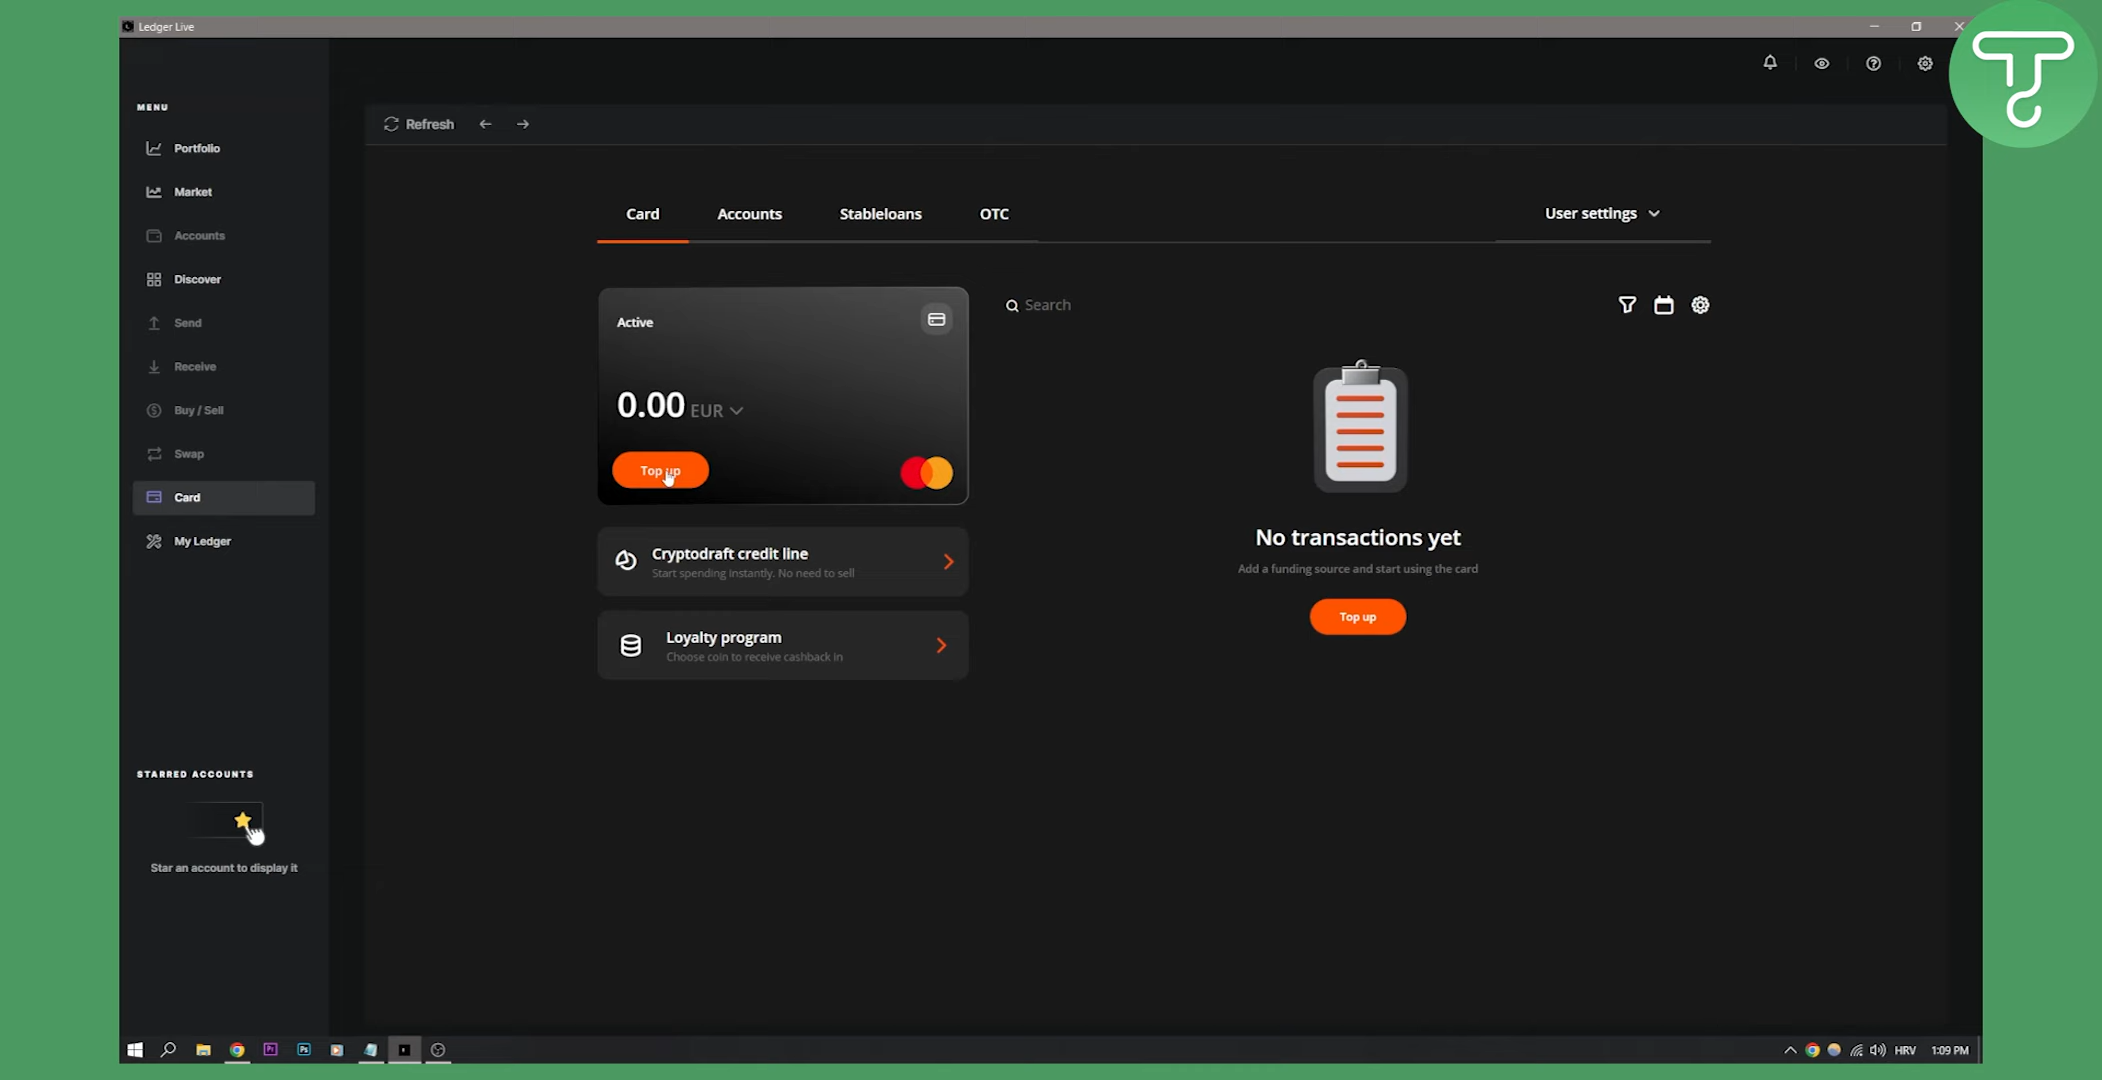 Ledger Live
MENU
Portfolio
Market
Accounts
Discover
Send
Receive
Buy / Sell
Swap
Card
My Ledger
STARRED ACCOUNTS
Star an account to display it
Refresh
Card
Accounts
Stableloans
OTC
User settings
Active
0.00 EUR
Top up
Cryptodraft credit line
Start spending instantly. No need to sell
Loyalty program
Choose coin to receive cashback in
Search
No transactions yet
Add a funding source and start using the card
Top up
Pr
Ps
HRV
1:09 PM